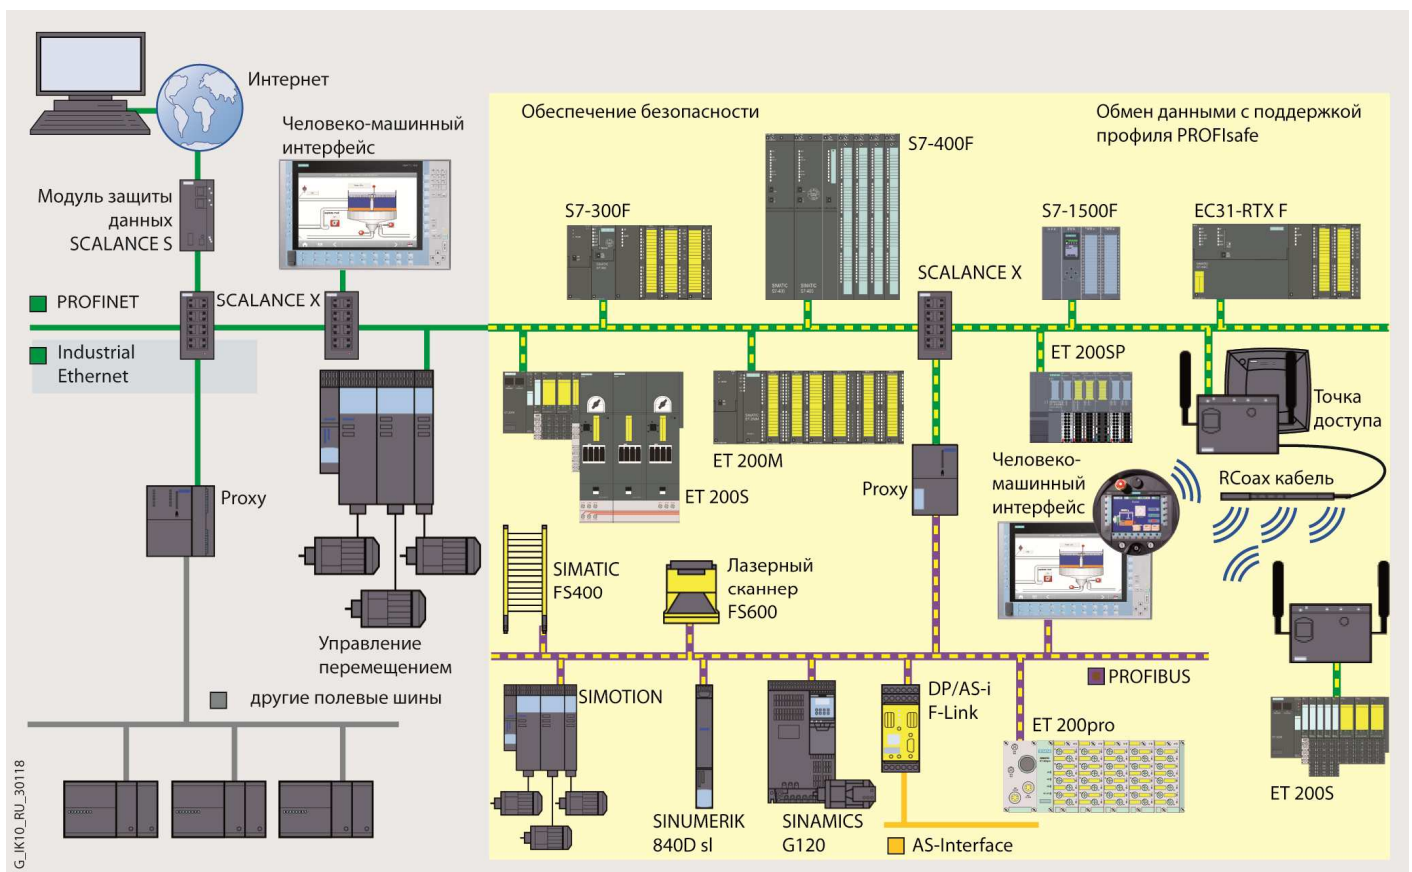 Интернет
Человеко-машинный
интерфейс
Модуль защиты
данных
SCALANCE S
PROFINET
SCALANCE X
Industrial
Ethernet
Proxy
Управление
перемещением
другие полевые шины
G_IK10_RU_30118
Обеспечение безопасности
Обмен данными с поддержкой
профиля PROFIsafe
S7-400F
S7-300F
S7-1500F
EC31-RTX F
SCALANCE X
ET 200SP
Точка
доступа
ET 200M
ET 200S
Proxy
Человеко-
машинный
интерфейс
RCoax кабель
SIMATIC
FS400
Лазерный
сканнер
FS600
PROFIBUS
SIMOTION
DP/AS-i
F-Link
ET 200pro
ET 200S
SINUMERIK
840D sl
SINAMICS
G120
AS-Interface